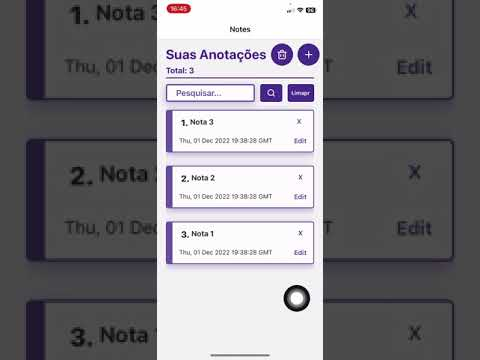 16:45
Notes
Suas Anotações
Total: 3
Pesquisar...
Limapr
1. Nota 3 X
Thu, 01 Dec 2022 19:38:28 GMT Edit
2. Nota 2 X
Thu, 01 Dec 2022 19:38:28 GMT Edit
3. Nota 1 X
Thu, 01 Dec 2022 19:38:28 GMT Edit